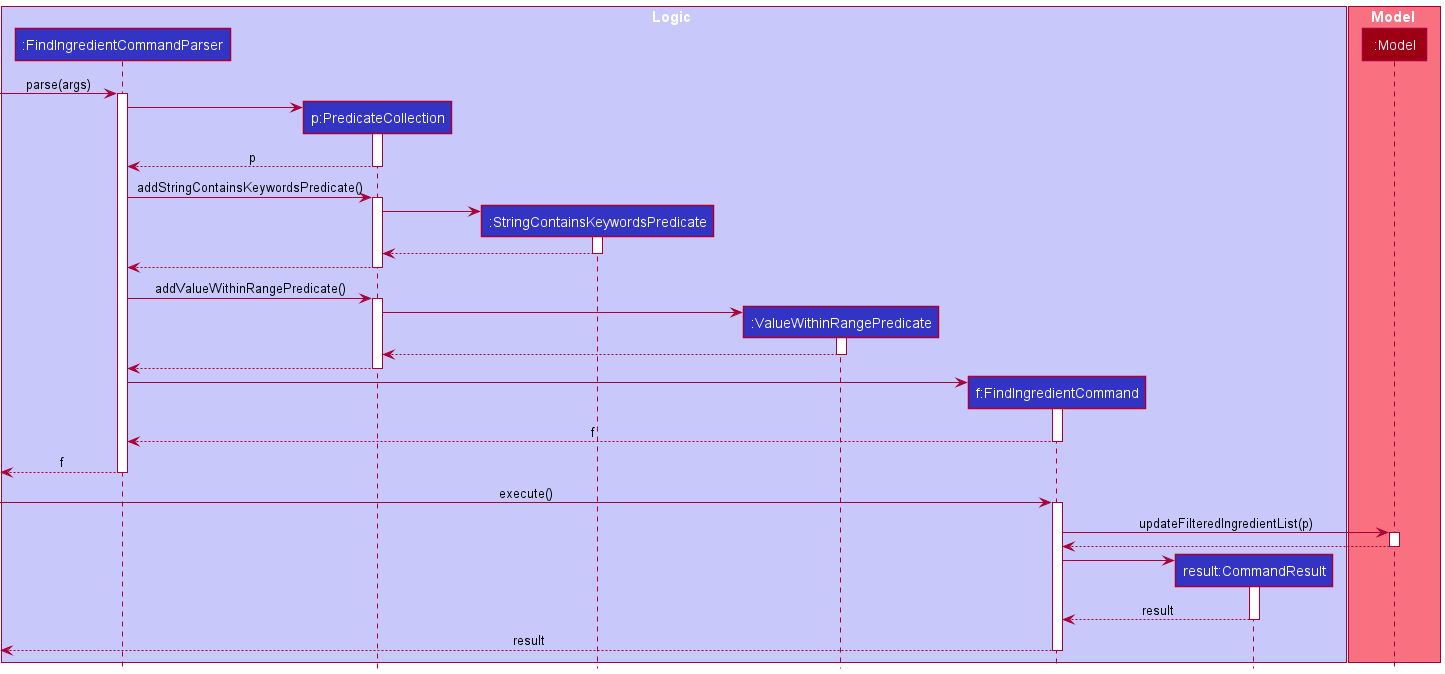 Logic
Model
:FindIngredientCommandParser
:Model
parse(args)
p:PredicateCollection
p
addStringContainsKeywordsPredicate()
:StringContainsKeywordsPredicate
addValueWithinRangePredicate()
:ValueWithinRangePredicate
f:FindIngredientCommand
f
f
execute()
updateFilteredIngredientList(p)
result:CommandResult
result
result